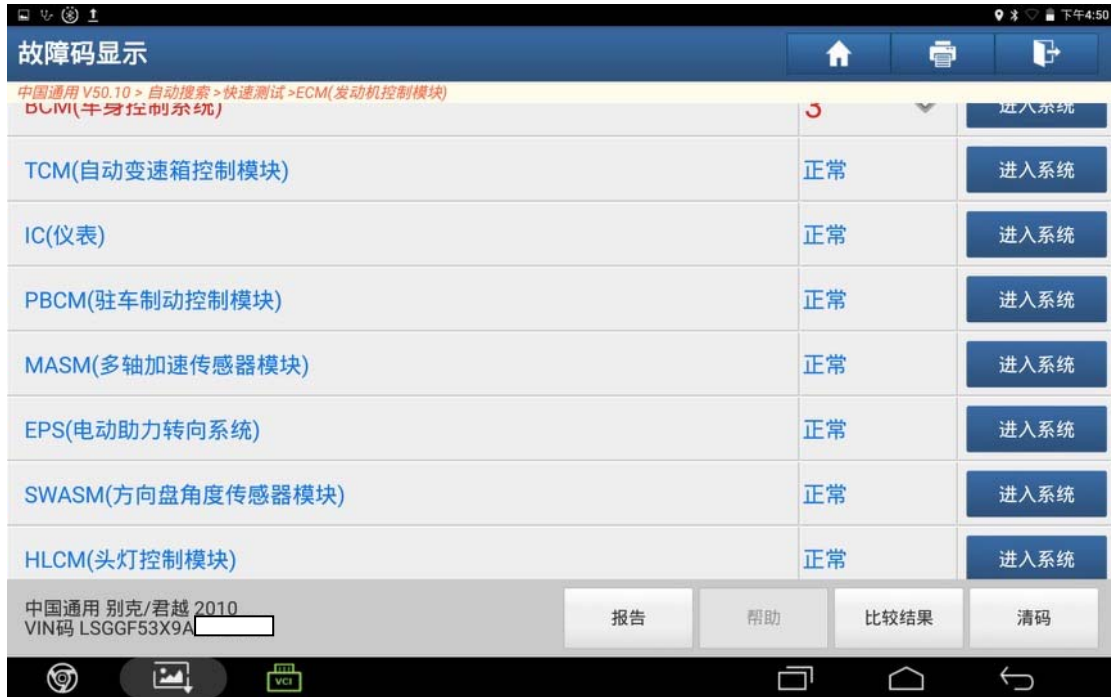 下午4:50
故障码显示
中国通用 V50.10 > 自动搜索 >快速测试 >ECM(发动机控制模块)
BCM(车身控制系统) 3 进入系统
TCM(自动变速箱控制模块) 正常 进入系统
IC(仪表) 正常 进入系统
PBCM(驻车制动控制模块) 正常 进入系统
MASM(多轴加速传感器模块) 正常 进入系统
EPS(电动助力转向系统) 正常 进入系统
SWASM(方向盘角度传感器模块) 正常 进入系统
HLCM(头灯控制模块) 正常 进入系统
中国通用 别克/君越 2010
VIN码 LSGGF53X9A
报告 帮助 比较结果 清码
VCI